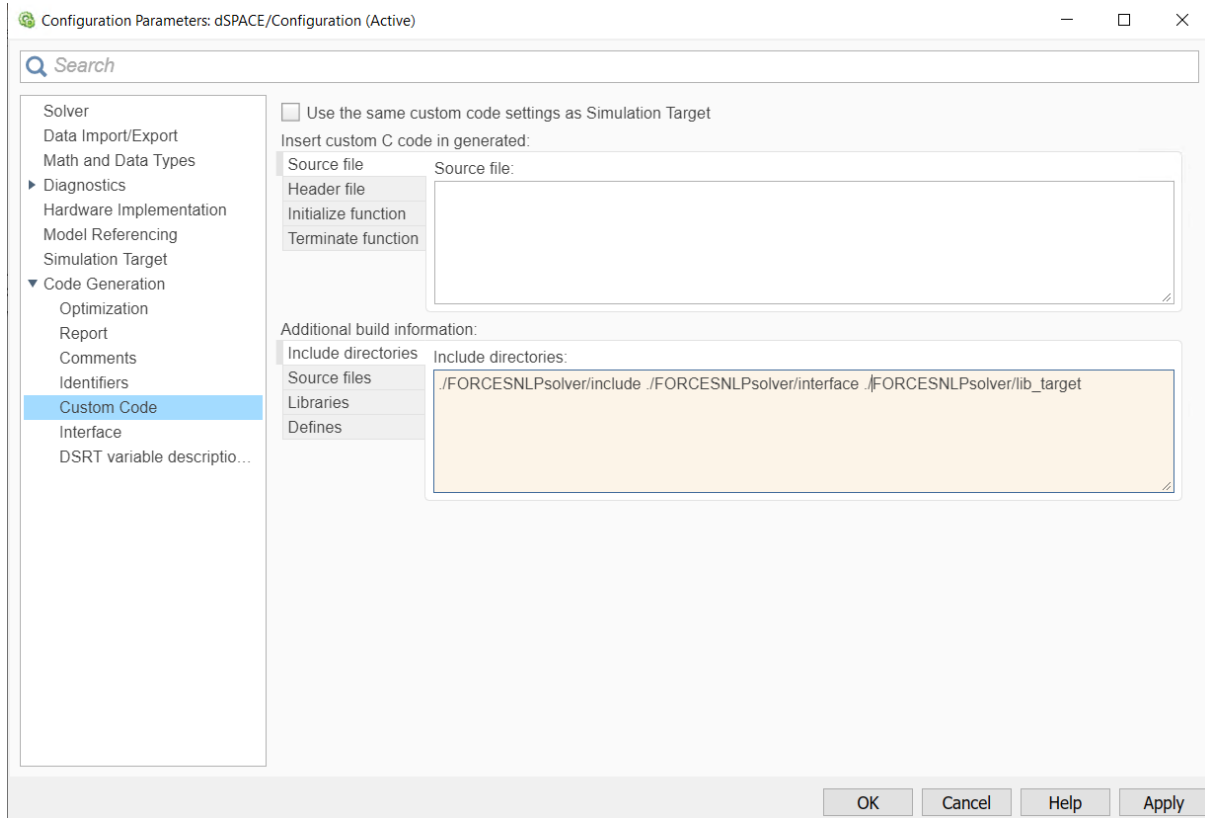 Configuration Parameters: dSPACE/Configuration (Active)
Search
Solver
Data Import/Export
Math and Data Types
Diagnostics
Hardware Implementation
Model Referencing
Simulation Target
Code Generation
Optimization
Report
Comments
Identifiers
Custom Code
Interface
DSRT variable descriptio...
Use the same custom code settings as Simulation Target
Insert custom C code in generated:
Source file
Header file
Initialize function
Terminate function
Source file:
Additional build information:
Include directories
Source files
Libraries
Defines
Include directories:
./FORCESNLPsolver/include ./FORCESNLPsolver/interface ./FORCESNLPsolver/lib_target
OK Cancel Help Apply